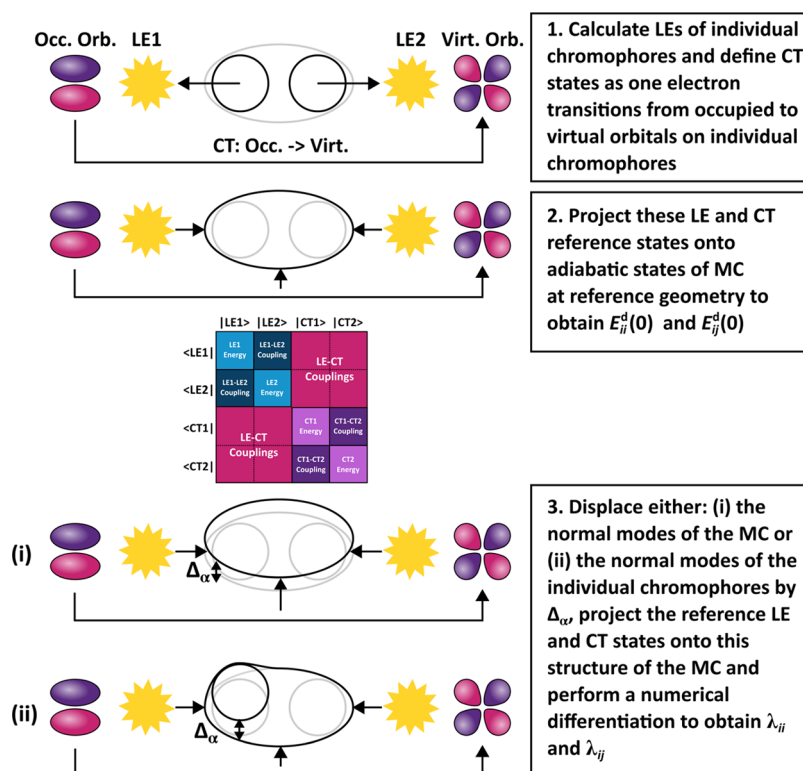 Occ. Orb. LE1
LE2 Virt. Orb.
CT: Occ. -> Virt.
1. Calculate LEs of individual
chromophores and define CT
states as one electron
transitions from occupied to
virtual orbitals on individual
chromophores
2. Project these LE and CT
reference states onto
adiabatic states of MC
at reference geometry to
obtain E^d_ii(0) and E^d_ij(0)
|LE1> |LE2> |CT1> |CT2>
<LE1|
LE1
Energy
LE1-LE2
Coupling
LE-CT
Couplings
<LE2|
LE1-LE2
Coupling
LE2
Energy
<CT1|
LE-CT
Couplings
CT1
Energy
CT1-CT2
Coupling
<CT2|
CT1-CT2
Coupling
CT2
Energy
(i)
Δα
(ii)
Δα
3. Displace either: (i) the
normal modes of the MC or
(ii) the normal modes of the
individual chromophores by
Δα, project the reference LE
and CT states onto this
structure of the MC and
perform a numerical
differentiation to obtain λii
and λij